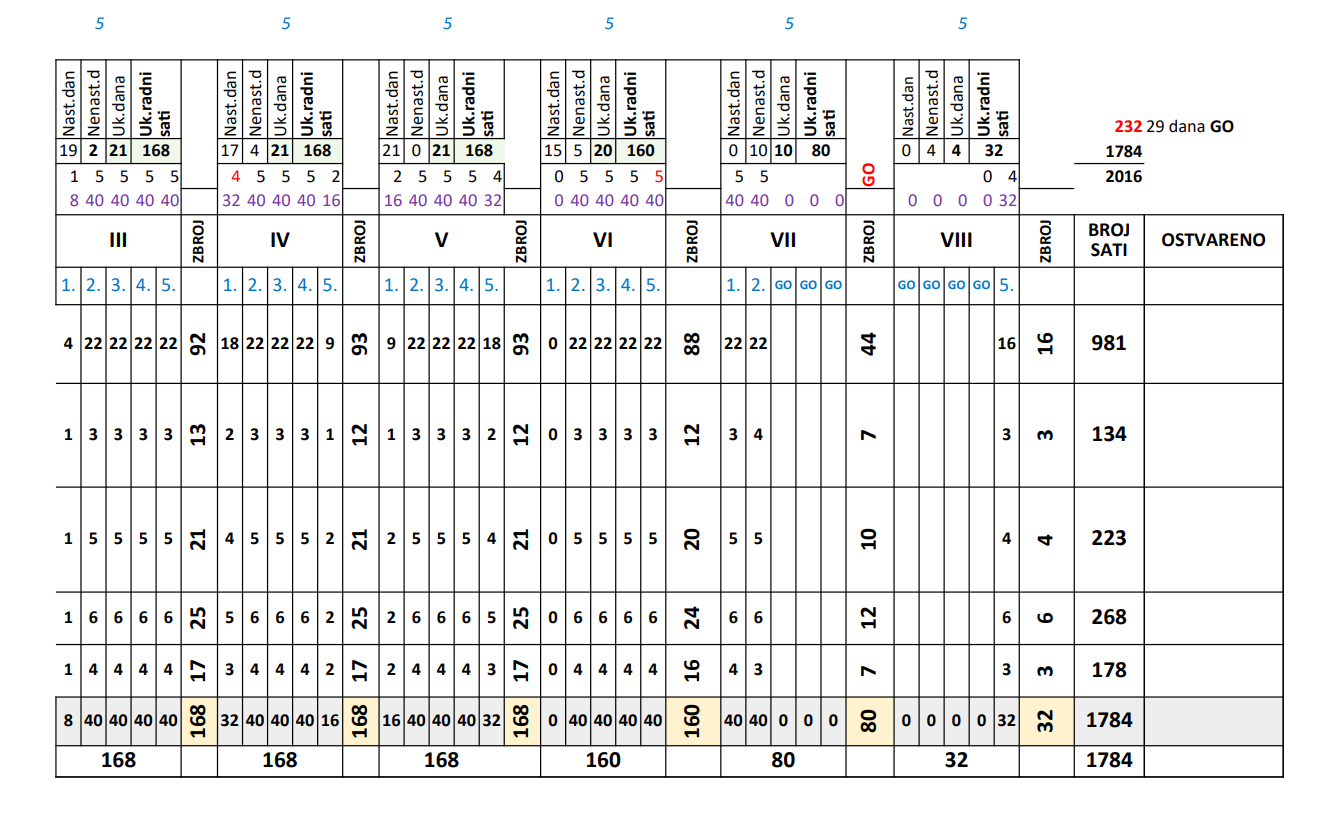 5 5 5 5 5 5
Nast.dan Nenast.d Uk.dana Uk.radni sati Nast.dan Nenast.d Uk.dana Uk.radni sati Nast.dan Nenast.d Uk.dana Uk.radni sati Nast.dan Nenast.d Uk.dana Uk.radni sati Nast.dan Nenast.d Uk.dana Uk.radni sati Nast.dan Nenast.d Uk.dana Uk.radni sati
232 29 dana GO
19 2 21 168 17 4 21 168 21 0 21 168 15 5 20 160 0 10 10 80 0 4 4 32 1784
1 5 5 5 5 4 5 5 5 2 2 5 5 5 4 0 5 5 5 5 5 5 GO 0 4 2016
8 40 40 40 40 32 40 40 40 16 16 40 40 40 32 0 40 40 40 40 40 40 0 0 0 0 0 0 0 32
III ZBROJ IV ZBROJ V ZBROJ VI ZBROJ VII ZBROJ VIII ZBROJ BROJ SATI OSTVARENO
1. 2. 3. 4. 5. 1. 2. 3. 4. 5. 1. 2. 3. 4. 5. 1. 2. 3. 4. 5. 1. 2. GO GO GO GO GO GO GO 5.
4 22 22 22 22 92 18 22 22 22 9 93 9 22 22 22 18 93 0 22 22 22 22 88 22 22 44 16 16 981
1 3 3 3 3 13 2 3 3 3 1 12 1 3 3 3 2 12 0 3 3 3 3 12 3 4 7 3 3 134
1 5 5 5 5 21 4 5 5 5 2 21 2 5 5 5 4 21 0 5 5 5 5 20 5 5 10 4 4 223
1 6 6 6 6 25 5 6 6 6 2 25 2 6 6 6 5 25 0 6 6 6 6 24 6 6 12 6 6 268
1 4 4 4 4 17 3 4 4 4 2 17 2 4 4 4 3 17 0 4 4 4 4 16 4 3 7 3 3 178
8 40 40 40 40 168 32 40 40 40 16 168 16 40 40 40 32 168 0 40 40 40 40 160 40 40 0 0 0 80 0 0 0 0 32 32 1784
168 168 168 160 80 32 1784